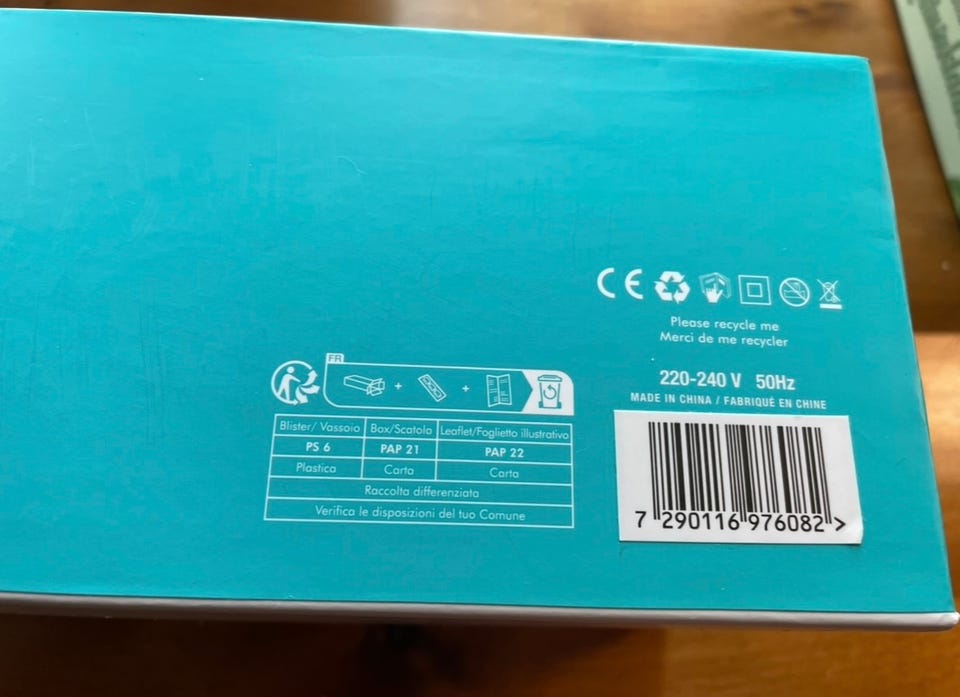 CE
Please recycle me
Merci de me recycler
220-240 V 50Hz
MADE IN CHINA / FABRIQUÉ EN CHINE
7 290116 976082 >
FR
+ +
Blister/ Vassoio Box/Scatola Leaflet/Foglietto illustrativo
PS 6 PAP 21 PAP 22
Plastica Carta Carta
Raccolta differenziata
Verifica le disposizioni del tuo Comune